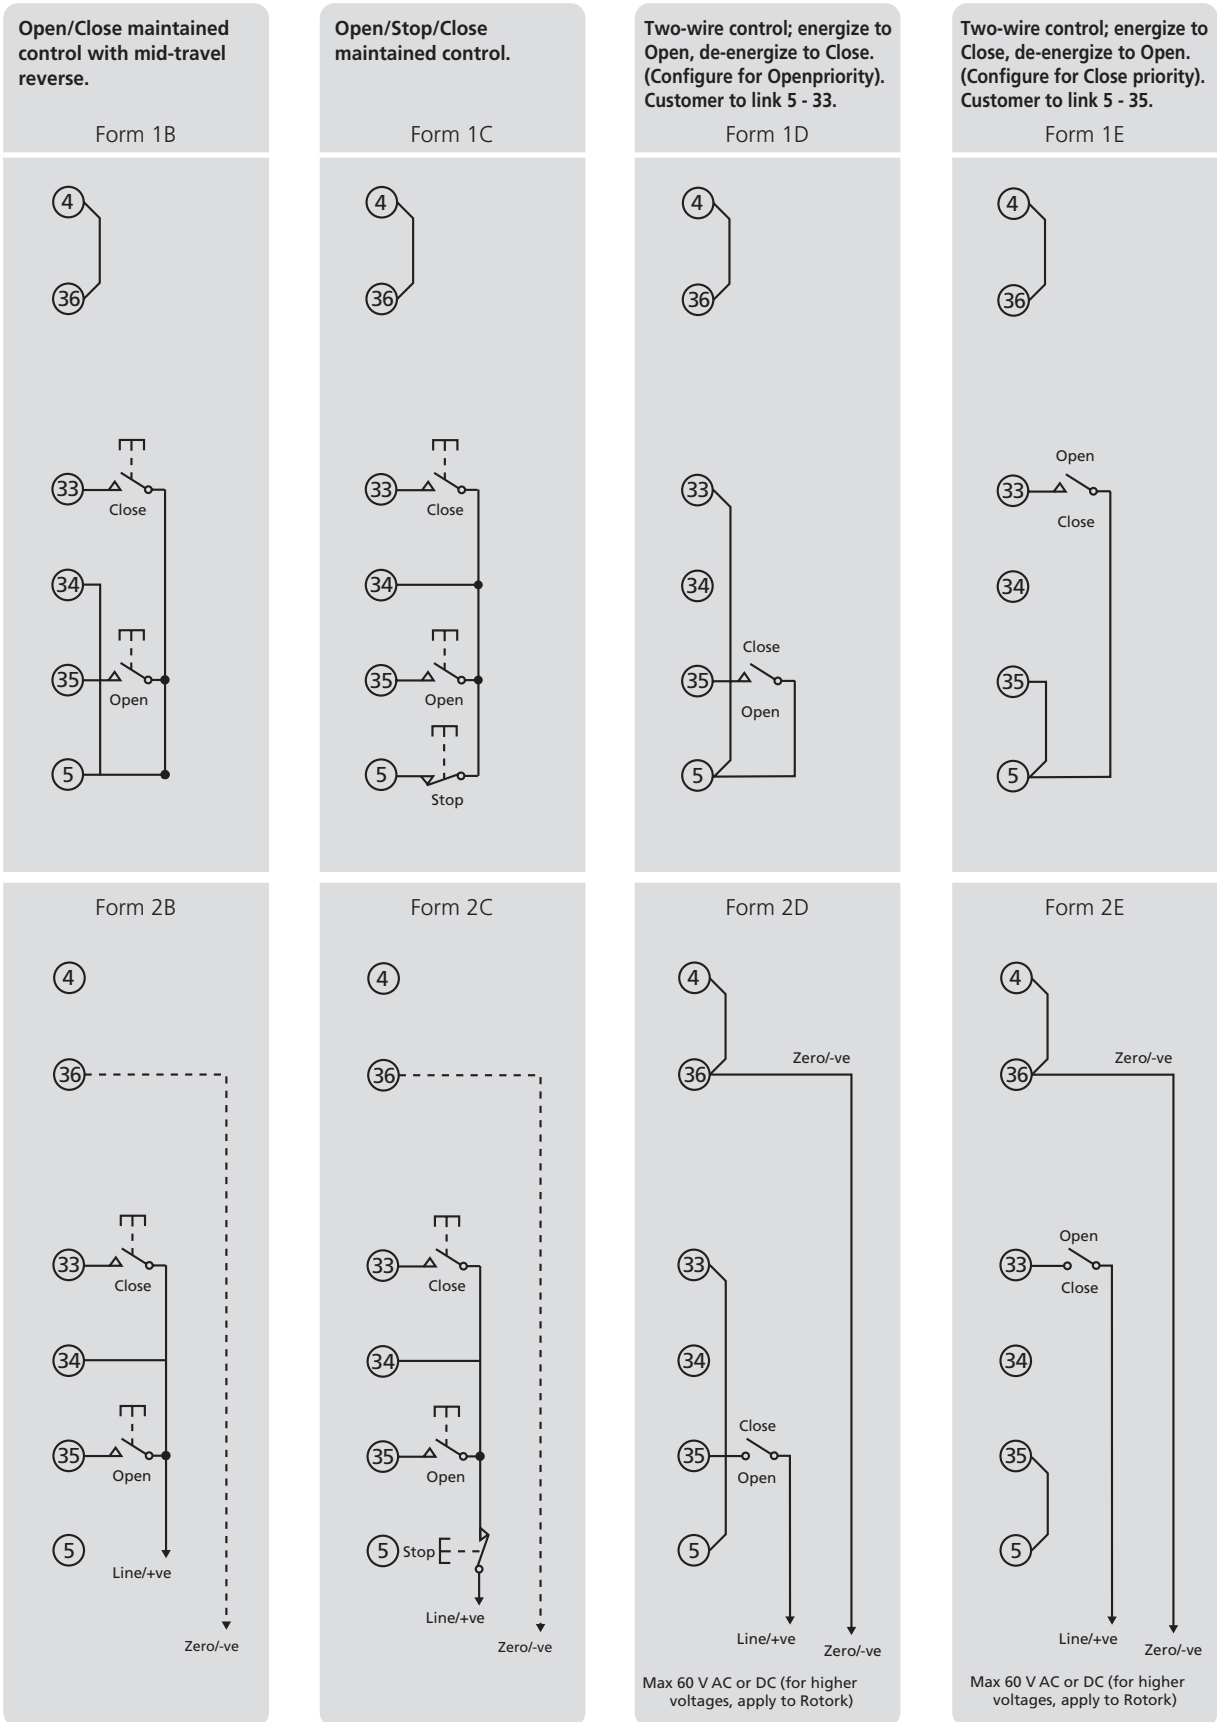 Open/Close maintained
control with mid-travel
reverse.
Form 1B
4
36
33
Close
34
35
Open
5
Open/Stop/Close
maintained control.
Form 1C
4
36
33
Close
34
35
Open
5
Stop
Two-wire control; energize to
Open, de-energize to Close.
(Configure for Openpriority).
Customer to link 5 - 33.
Form 1D
4
36
33
34
Close
35
Open
5
Two-wire control; energize to
Close, de-energize to Open.
(Configure for Close priority).
Customer to link 5 - 35.
Form 1E
4
36
Open
33
Close
34
35
5
Form 2B
4
36
33
Close
34
35
Open
5
Line/+ve
Zero/-ve
Form 2C
4
36
33
Close
34
35
Open
5 Stop
Line/+ve
Zero/-ve
Form 2D
4
Zero/-ve
36
33
34
Close
35
Open
5
Line/+ve
Zero/-ve
Max 60 V AC or DC (for higher
voltages, apply to Rotork)
Form 2E
4
Zero/-ve
36
Open
33
Close
34
35
5
Line/+ve
Zero/-ve
Max 60 V AC or DC (for higher
voltages, apply to Rotork)